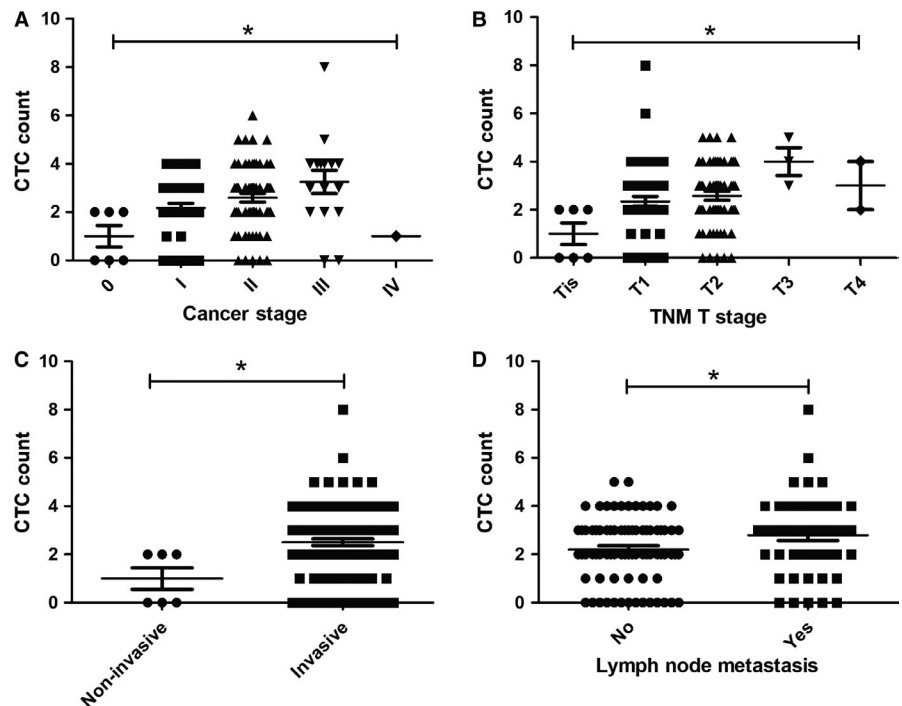 A
*
10
8
6
4
2
0
CTC count
0 I II III IV
Cancer stage
B
*
10
8
6
4
2
0
CTC count
Tis T1 T2 T3 T4
TNM T stage
C
*
10
8
6
4
2
0
CTC count
Non-invasive Invasive
D
*
10
8
6
4
2
0
CTC count
No Yes
Lymph node metastasis